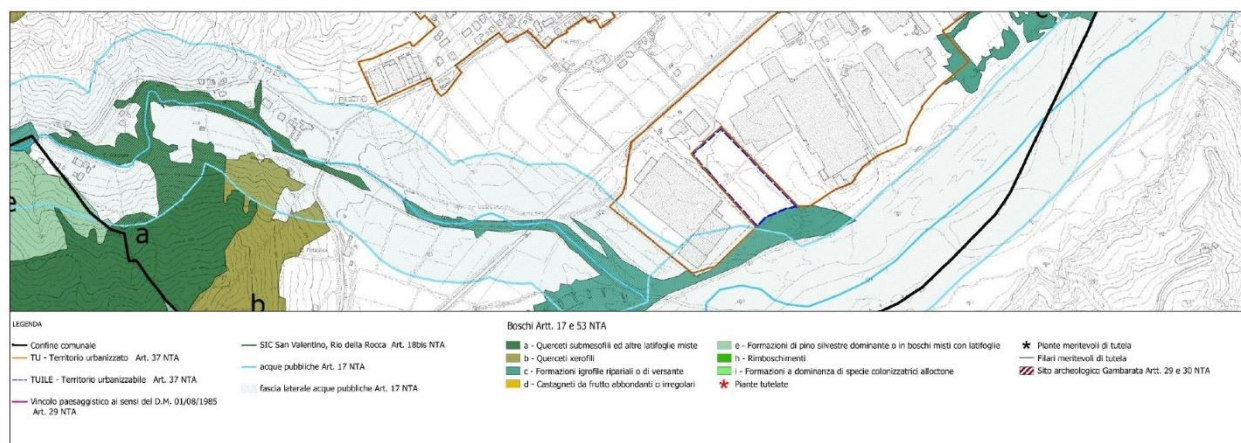 c
e
a
b
LEGENDA
Confine comunale
TU - Territorio urbanizzato Art. 37 NTA
TUILE - Territorio urbanizzabile Art. 37 NTA
Vincolo paesaggistico ai sensi del D.M. 01/08/1985
Art. 29 NTA
SIC San Valentino, Rio della Rocca Art. 18bis NTA
acque pubbliche Art. 17 NTA
fascia laterale acque pubbliche Art. 17 NTA
Boschi Artt. 17 e 53 NTA
a - Querceti submesofili ed altre latifoglie miste
b - Querceti xerofili
c - Formazioni igrofile ripariali o di versante
d - Castagneti da frutto abbondanti o irregolari
e - Formazioni di pino silvestre dominante o in boschi misti con latifoglie
h - Rimboschimenti
i - Formazioni a dominanza di specie colonizzatrici alloctone
Piante tutelate
Piante meritevoli di tutela
Filari meritevoli di tutela
Sito archeologico Gambarata Artt. 29 e 30 NTA